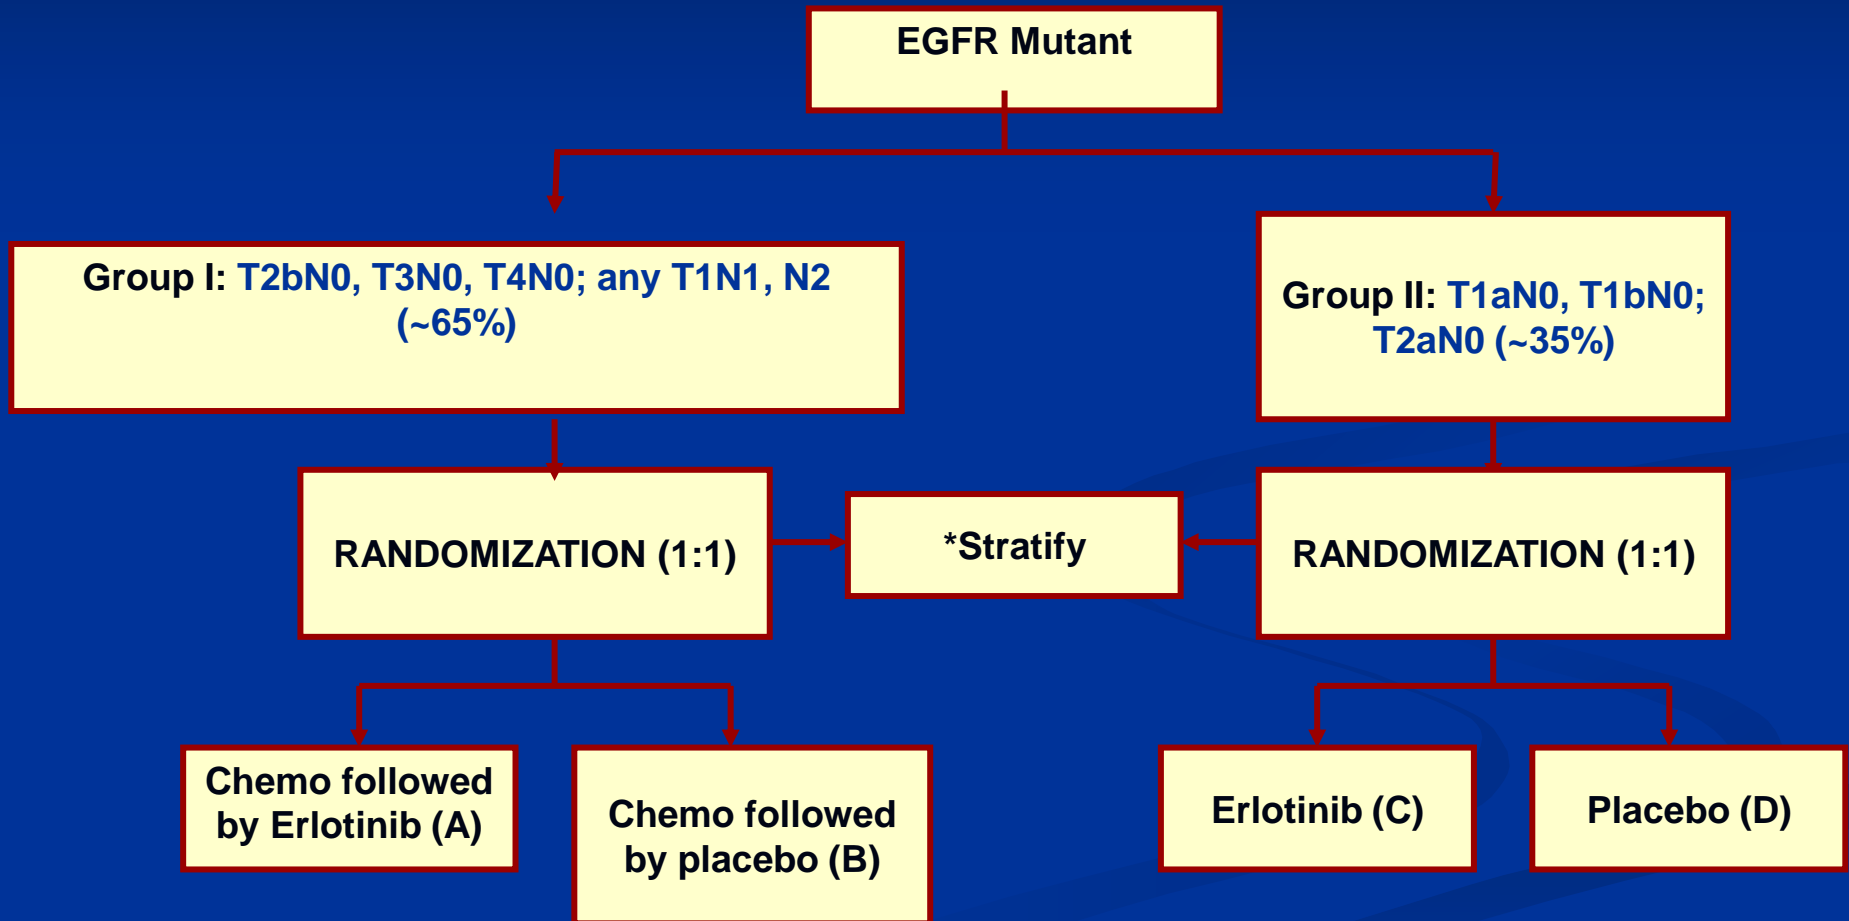 EGFR Mutant
Group I: T2bN0, T3N0, T4N0; any T1N1, N2
(~65%)
Group II: T1aN0, T1bN0;
T2aN0 (~35%)
RANDOMIZATION (1:1)
*Stratify
RANDOMIZATION (1:1)
Chemo followed
by Erlotinib (A)
Chemo followed
by placebo (B)
Erlotinib (C)
Placebo (D)